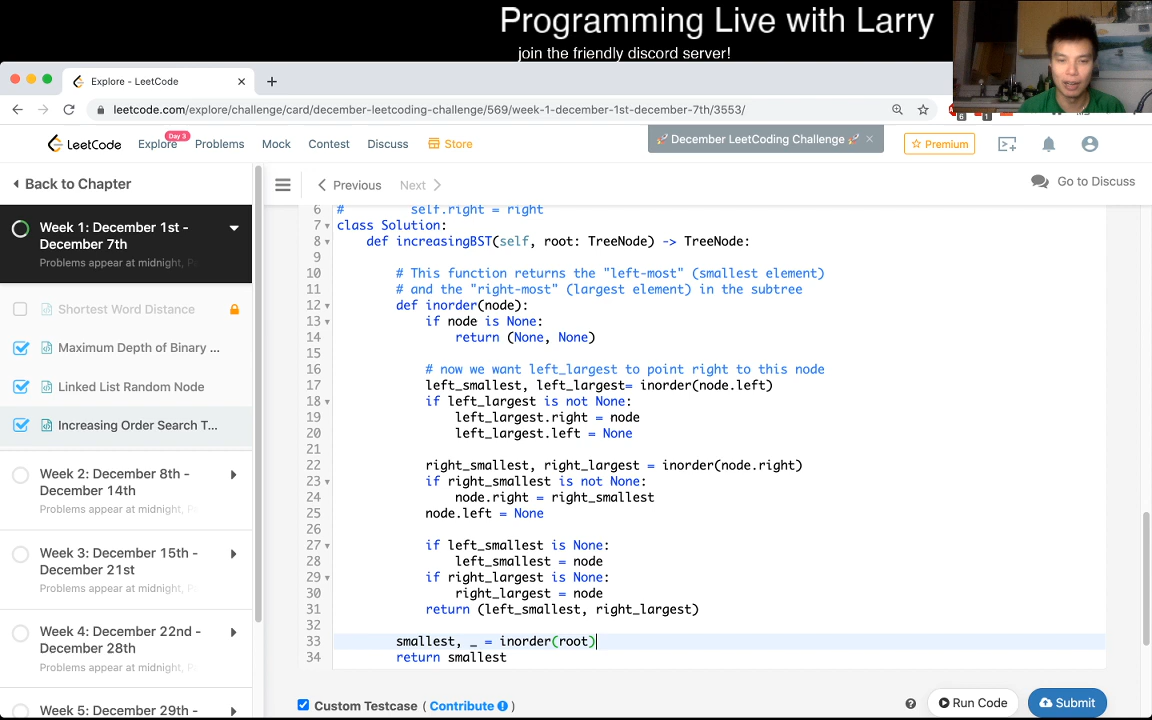 Programming Live with Larry
join the friendly discord server!
Explore - LeetCode
leetcode.com/explore/challenge/card/december-leetcoding-challenge/569/week-1-december-1st-december-7th/3553/
6
1
LeetCode
Explore
Day 3
Problems
Mock
Contest
Discuss
Store
🚀 December LeetCoding Challenge 🚀
Premium
Back to Chapter
Previous
Next
Go to Discuss
Week 1: December 1st -
December 7th
Problems appear at midnight,
Shortest Word Distance
Maximum Depth of Binary ...
Linked List Random Node
Increasing Order Search T...
Week 2: December 8th -
December 14th
Problems appear at midnight,
Week 3: December 15th -
December 21st
Problems appear at midnight,
Week 4: December 22nd -
December 28th
Problems appear at midnight,
Week 5: December 29th -
6 #         self.right = right
7 class Solution:
8     def increasingBST(self, root: TreeNode) -> TreeNode:
9
10         # This function returns the "left-most" (smallest element)
11         # and the "right-most" (largest element) in the subtree
12         def inorder(node):
13             if node is None:
14                 return (None, None)
15
16             # now we want left_largest to point right to this node
17             left_smallest, left_largest= inorder(node.left)
18             if left_largest is not None:
19                 left_largest.right = node
20                 left_largest.left = None
21
22             right_smallest, right_largest = inorder(node.right)
23             if right_smallest is not None:
24                 node.right = right_smallest
25             node.left = None
26
27             if left_smallest is None:
28                 left_smallest = node
29             if right_largest is None:
30                 right_largest = node
31             return (left_smallest, right_largest)
32
33         smallest, _ = inorder(root)
34         return smallest
Custom Testcase ( Contribute )
Run Code
Submit